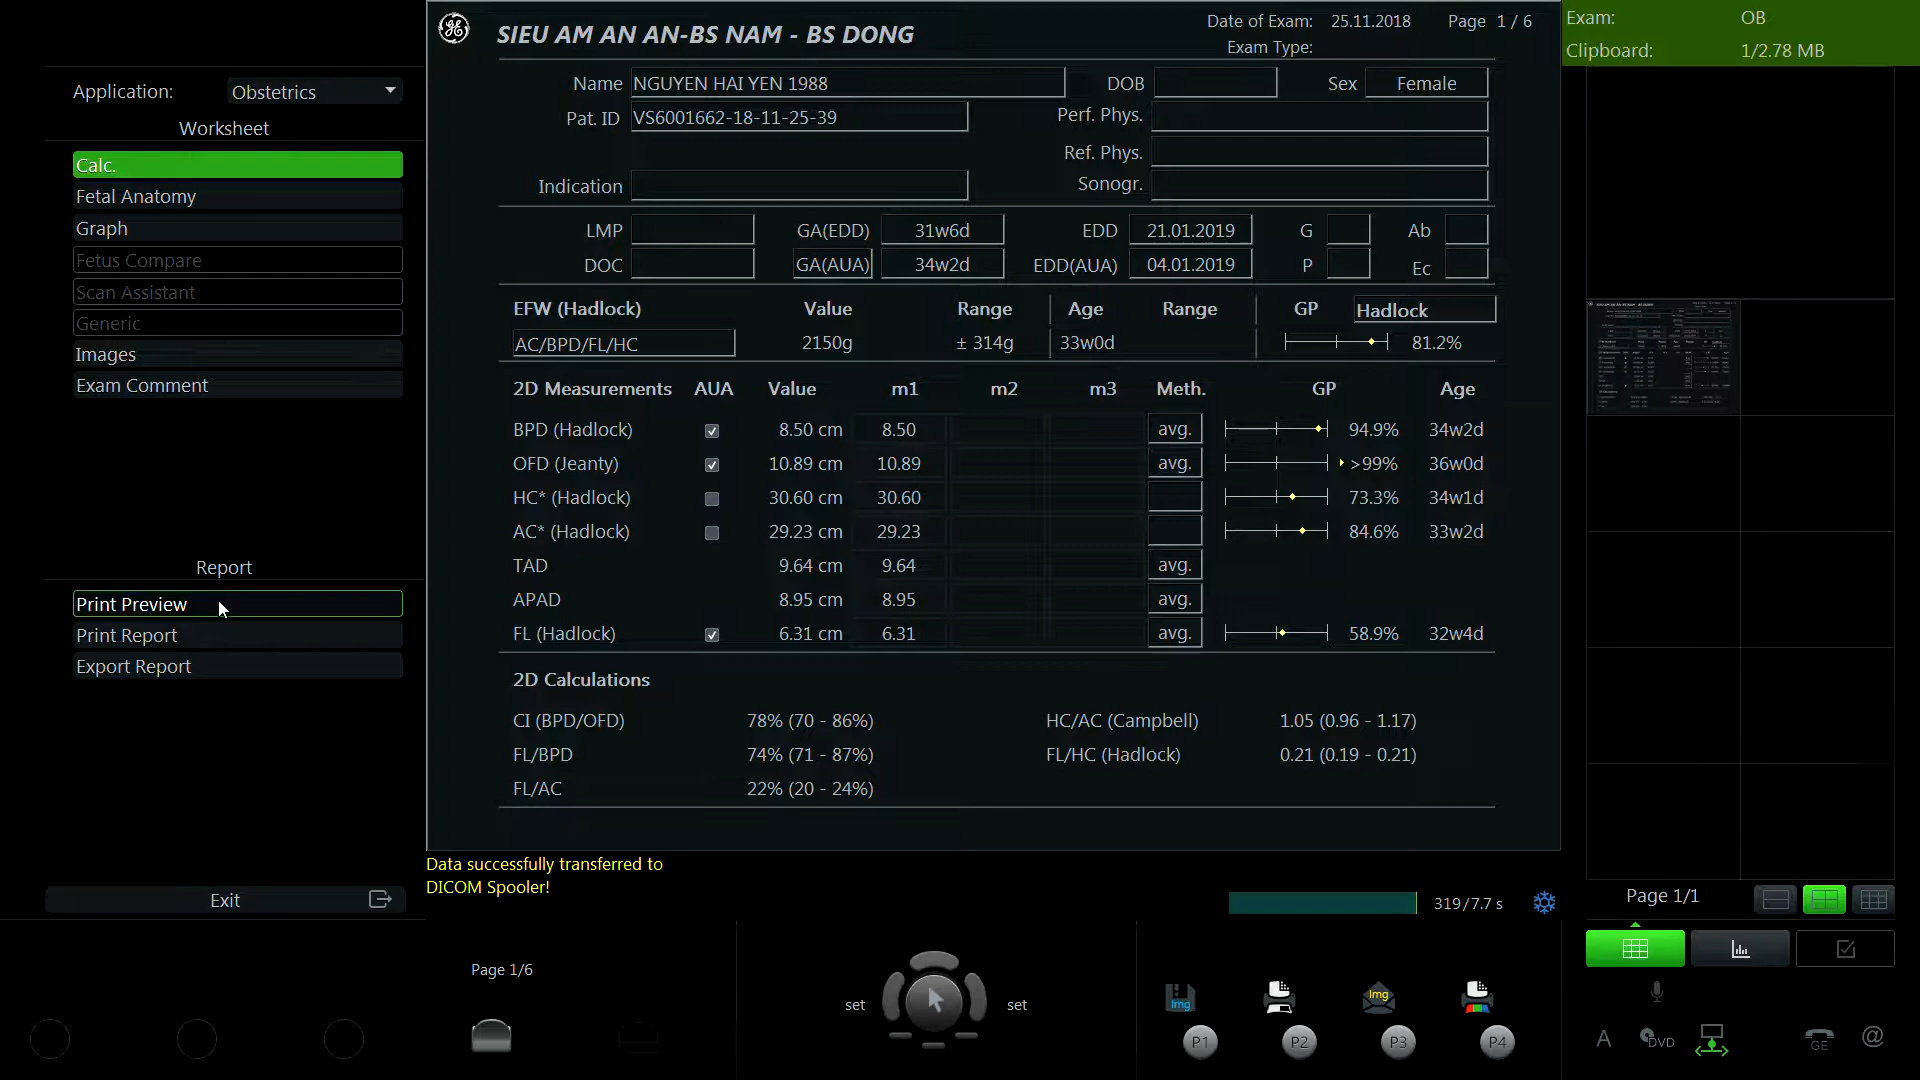 SIEU AM AN AN-BS NAM - BS DONG
Date of Exam: 25.11.2018 Page 1 / 6
Exam Type:
Exam: OB
Clipboard: 1/2.78 MB
Application: Obstetrics
Worksheet
Calc.
Fetal Anatomy
Graph
Fetus Compare
Scan Assistant
Generic
Images
Exam Comment
Report
Print Preview
Print Report
Export Report
Exit
Name NGUYEN HAI YEN 1988 DOB Sex Female
Pat. ID VS6001662-18-11-25-39 Perf. Phys.
Ref. Phys.
Indication Sonogr.
LMP GA(EDD) 31w6d EDD 21.01.2019 G Ab
DOC GA(AUA) 34w2d EDD(AUA) 04.01.2019 P Ec
EFW (Hadlock) Value Range Age Range GP Hadlock
AC/BPD/FL/HC 2150g ± 314g 33w0d 81.2%
2D Measurements AUA Value m1 m2 m3 Meth. GP Age
BPD (Hadlock) 8.50 cm 8.50 avg. 94.9% 34w2d
OFD (Jeanty) 10.89 cm 10.89 avg. >99% 36w0d
HC* (Hadlock) 30.60 cm 30.60 73.3% 34w1d
AC* (Hadlock) 29.23 cm 29.23 84.6% 33w2d
TAD 9.64 cm 9.64 avg.
APAD 8.95 cm 8.95 avg.
FL (Hadlock) 6.31 cm 6.31 avg. 58.9% 32w4d
2D Calculations
CI (BPD/OFD) 78% (70 - 86%) HC/AC (Campbell) 1.05 (0.96 - 1.17)
FL/BPD 74% (71 - 87%) FL/HC (Hadlock) 0.21 (0.19 - 0.21)
FL/AC 22% (20 - 24%)
Data successfully transferred to
DICOM Spooler!
319/7.7 s
Page 1/1
Page 1/6
set set
Img Img
P1 P2 P3 P4
A DVD GE @